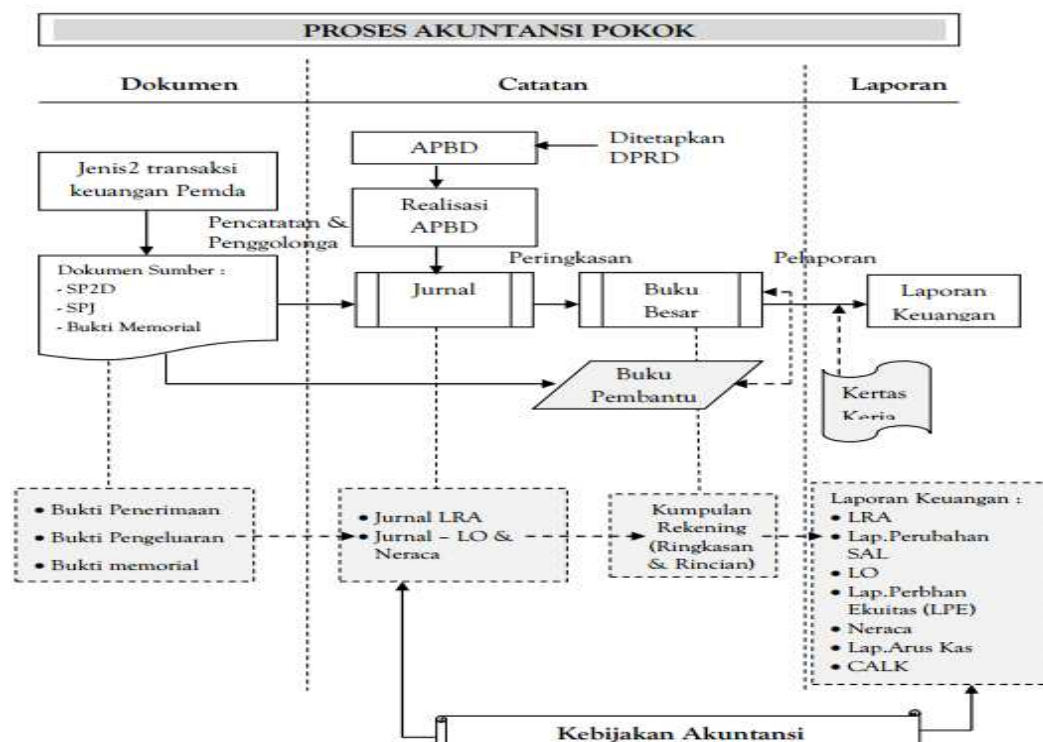 PROSES AKUNTANSI POKOK
Dokumen
Catatan
Laporan
Jenis2 transaksi
keuangan Pemda
APBD
Ditetapkan
DPRD
Realisasi
APBD
Pencatatan &
Penggolonga
Dokumen Sumber :
- SP2D
- SPJ
- Bukti Memorial
Jurnal
Peringkasan
Buku
Besar
Pelaporan
Laporan
Keuangan
Buku
Pembantu
Kertas
Kerja
• Bukti Penerimaan
• Bukti Pengeluaran
• Bukti memorial
• Jurnal LRA
• Jurnal – LO &
Neraca
Kumpulan
Rekening
(Ringkasan
& Rincian)
Laporan Keuangan :
• LRA
• Lap.Perubahan
SAL
• LO
• Lap.Perbhan
Ekuitas (LPE)
• Neraca
• Lap.Arus Kas
• CALK
Kebijakan Akuntansi